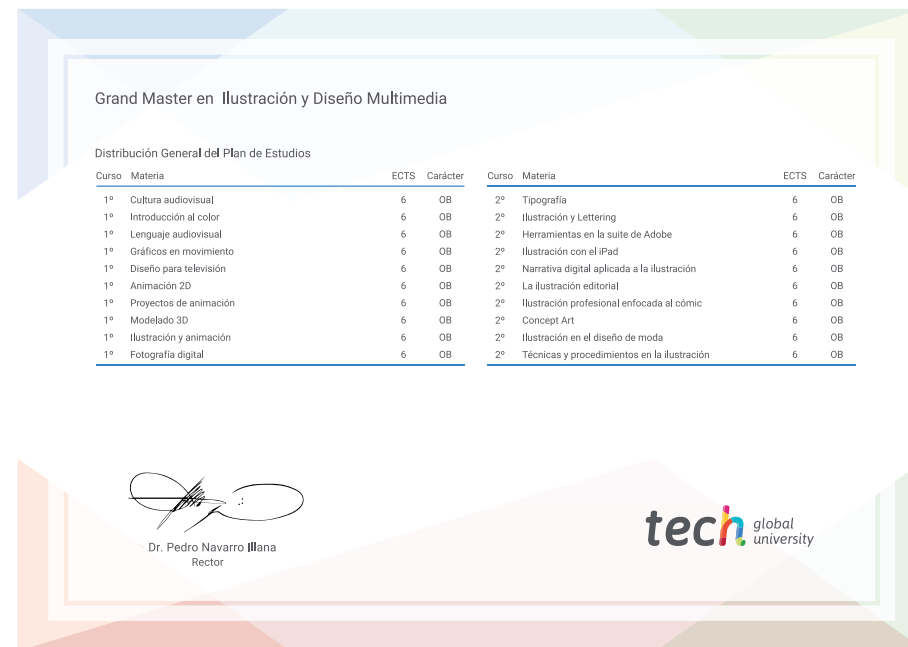 Grand Master en Ilustración y Diseño Multimedia
Distribución General del Plan de Estudios
Curso Materia ECTS Carácter
1º Cultura audiovisual 6 OB
1º Introducción al color 6 OB
1º Lenguaje audiovisual 6 OB
1º Gráficos en movimiento 6 OB
1º Diseño para televisión 6 OB
1º Animación 2D 6 OB
1º Proyectos de animación 6 OB
1º Modelado 3D 6 OB
1º Ilustración y animación 6 OB
1º Fotografía digital 6 OB
Curso Materia ECTS Carácter
2º Tipografía 6 OB
2º Ilustración y Lettering 6 OB
2º Herramientas en la suite de Adobe 6 OB
2º Ilustración con el iPad 6 OB
2º Narrativa digital aplicada a la ilustración 6 OB
2º La ilustración editorial 6 OB
2º Ilustración profesional enfocada al cómic 6 OB
2º Concept Art 6 OB
2º Ilustración en el diseño de moda 6 OB
2º Técnicas y procedimientos en la ilustración 6 OB
Dr. Pedro Navarro Illana
Rector
tech global university